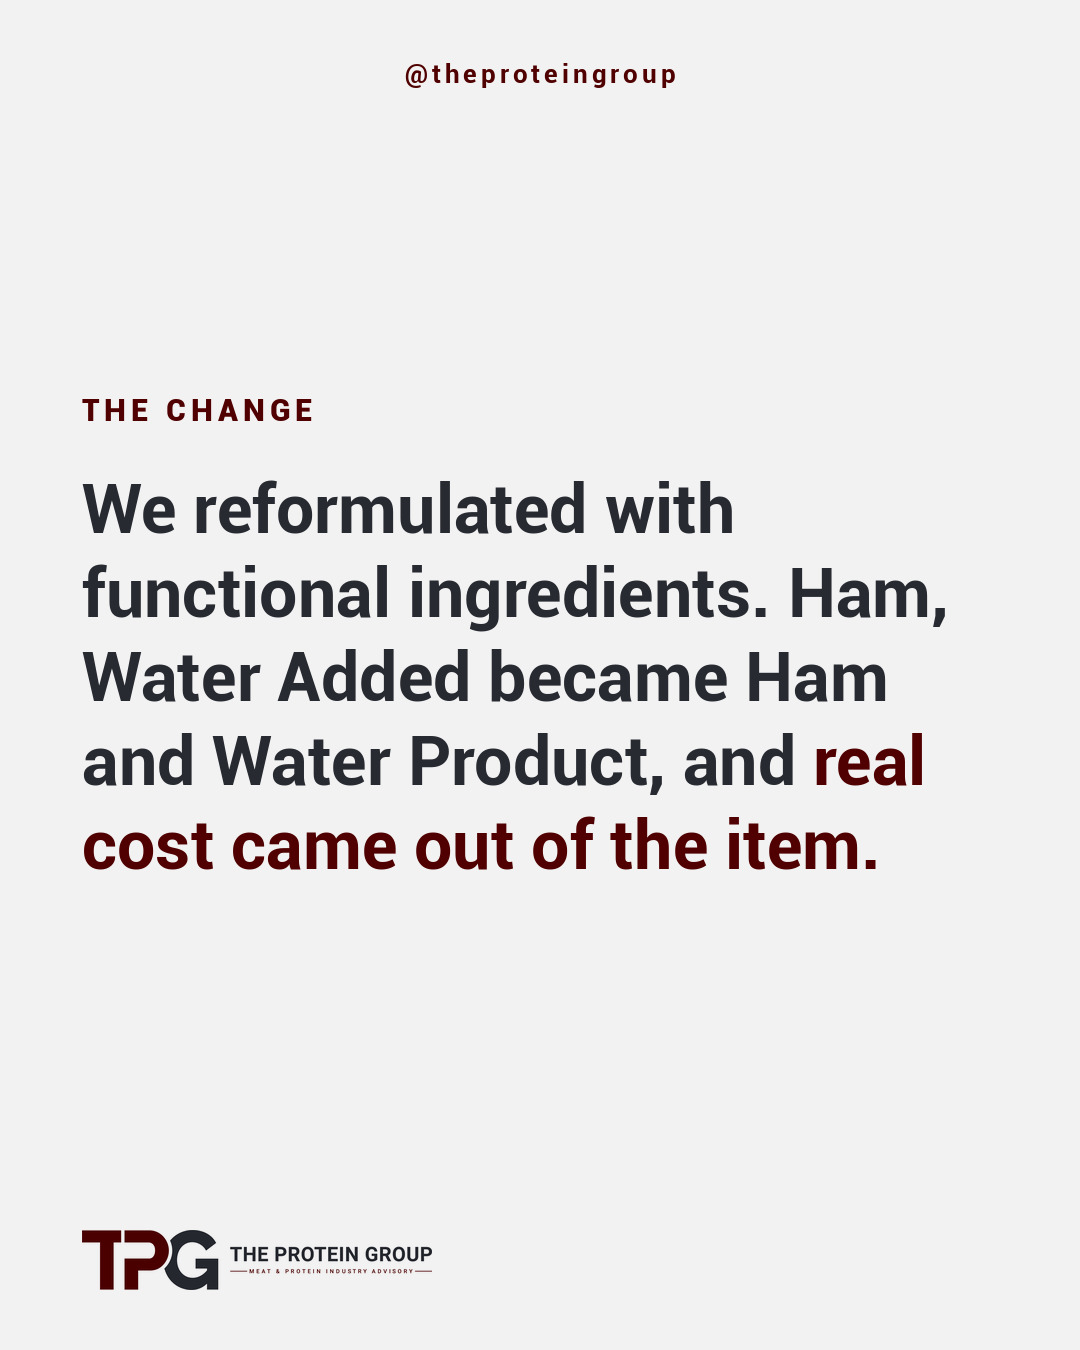 @theproteingroup
THE CHANGE
We reformulated with
functional ingredients. Ham,
Water Added became Ham
and Water Product, and real
cost came out of the item.
TPG
THE PROTEIN GROUP
MEAT & PROTEIN INDUSTRY ADVISORY